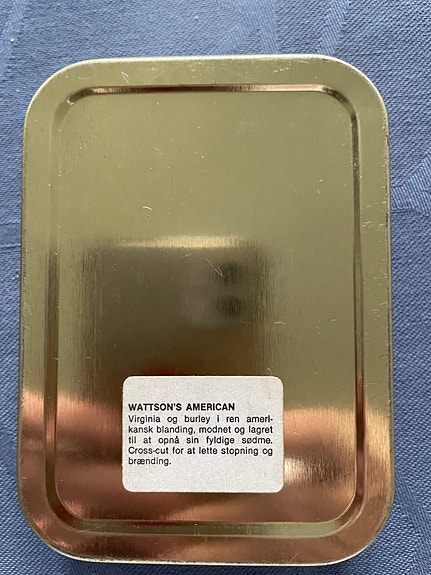 WATTSON'S AMERICAN
Virginia og burley i ren ameri-
kansk blanding, modnet og lagret
til at opnå sin fyldige sødme.
Cross-cut for at lette stopning og
brænding.